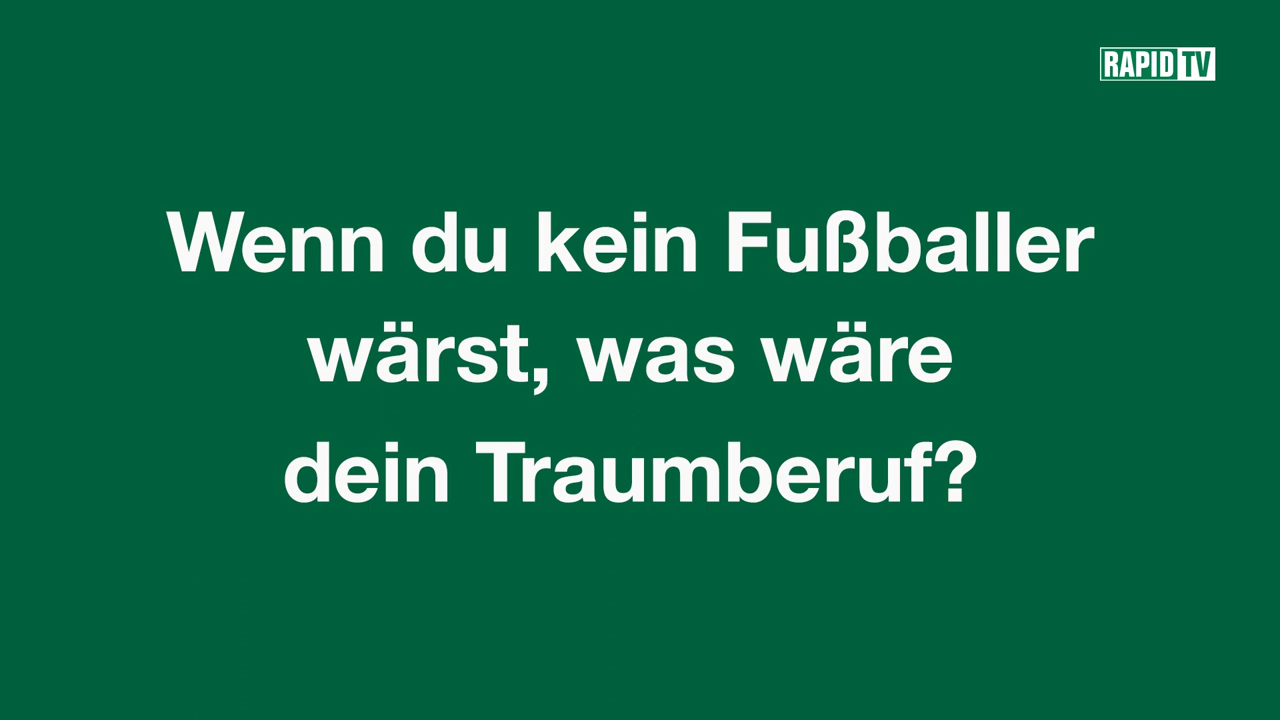 RAPID TV
Wenn du kein Fußballer
wärst, was wäre
dein Traumberuf?